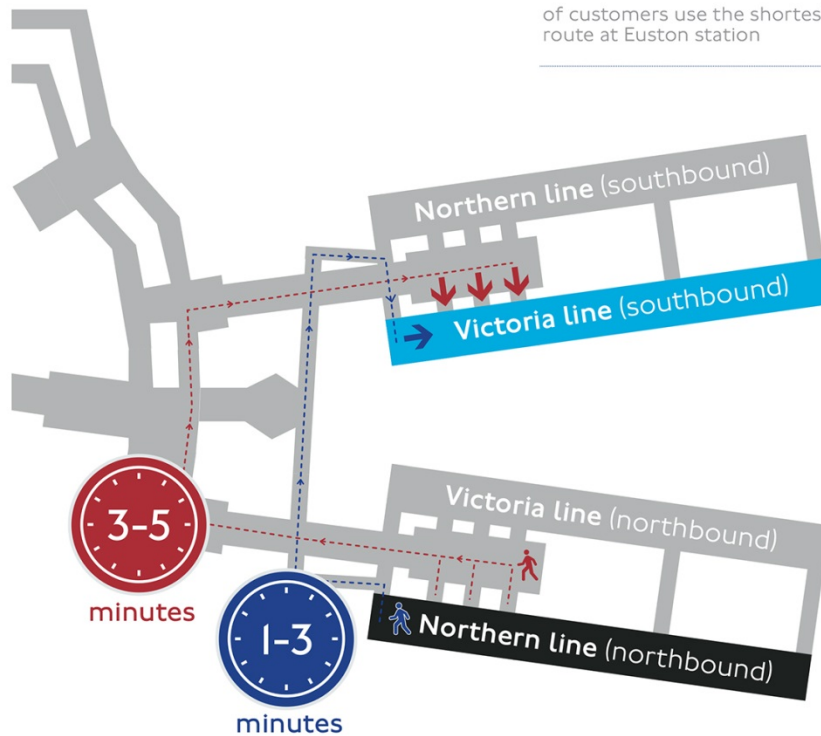 of customers use the shortes
route at Euston station
Northern line (southbound)
Victoria line (southbound)
Victoria line (northbound)
3-5
minutes
Northern line (northbound)
1-3
minutes